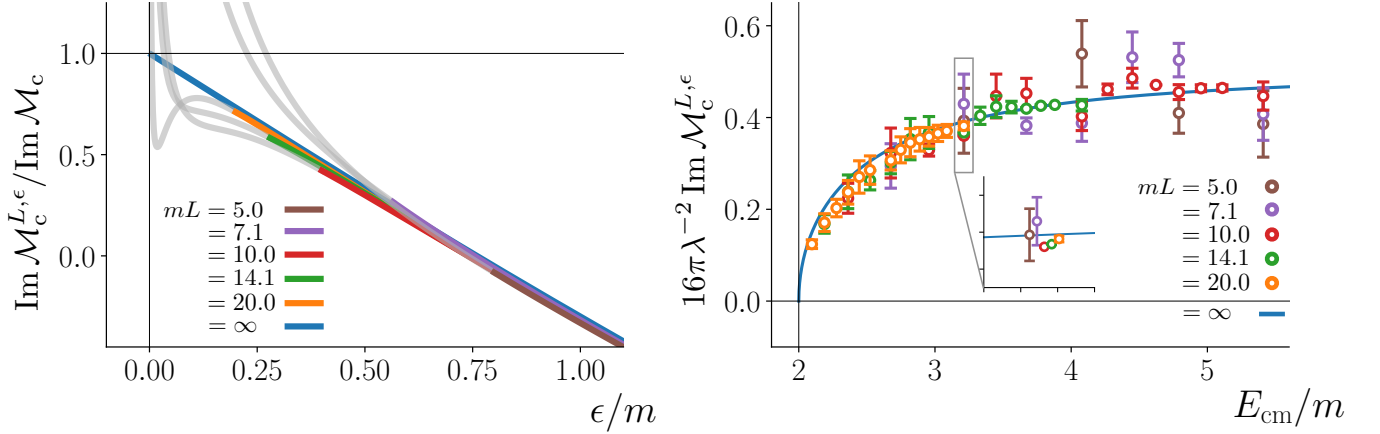 Im 𝓜_c^{L,ϵ}/Im 𝓜_c
1.0
0.5
0.0
mL = 5.0
= 7.1
= 10.0
= 14.1
= 20.0
= ∞
0.00 0.25 0.50 0.75 1.00
ϵ/m
16πλ^{−2} Im 𝓜_c^{L,ϵ}
0.6
0.4
0.2
0.0
mL = 5.0
= 7.1
= 10.0
= 14.1
= 20.0
= ∞
2 3 4 5
E_cm/m